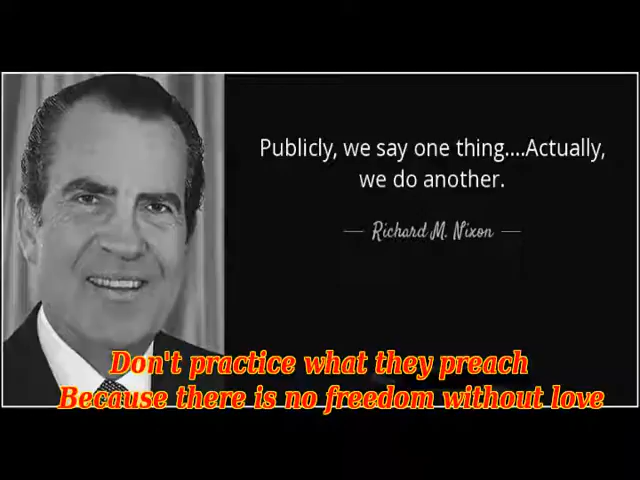 Publicly, we say one thing....Actually,
we do another.
Richard M. Nixon
Don't practice what they preach
Because there is no freedom without love